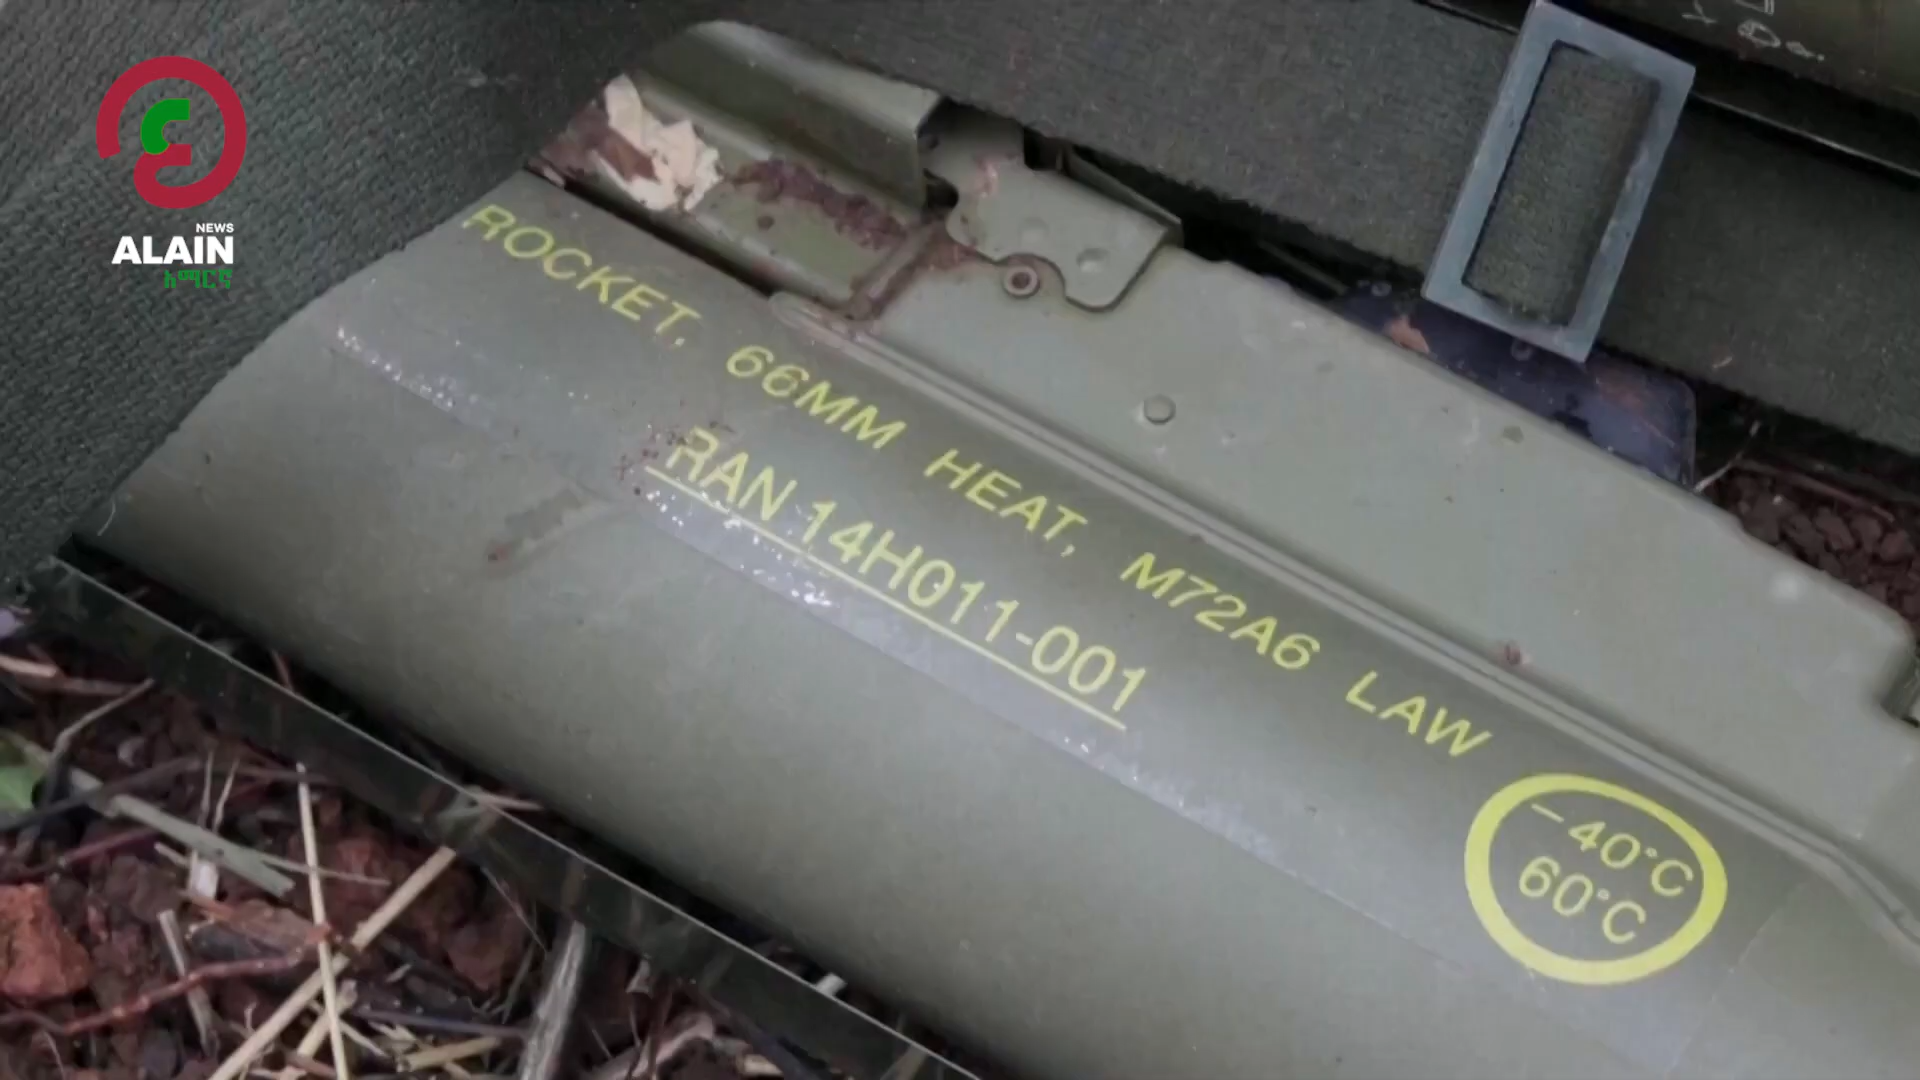 NEWS
ALAIN
አማርኛ
ROCKET, 66MM HEAT, M72A6 LAW
RAN 14H011-001
-40°C
60°C